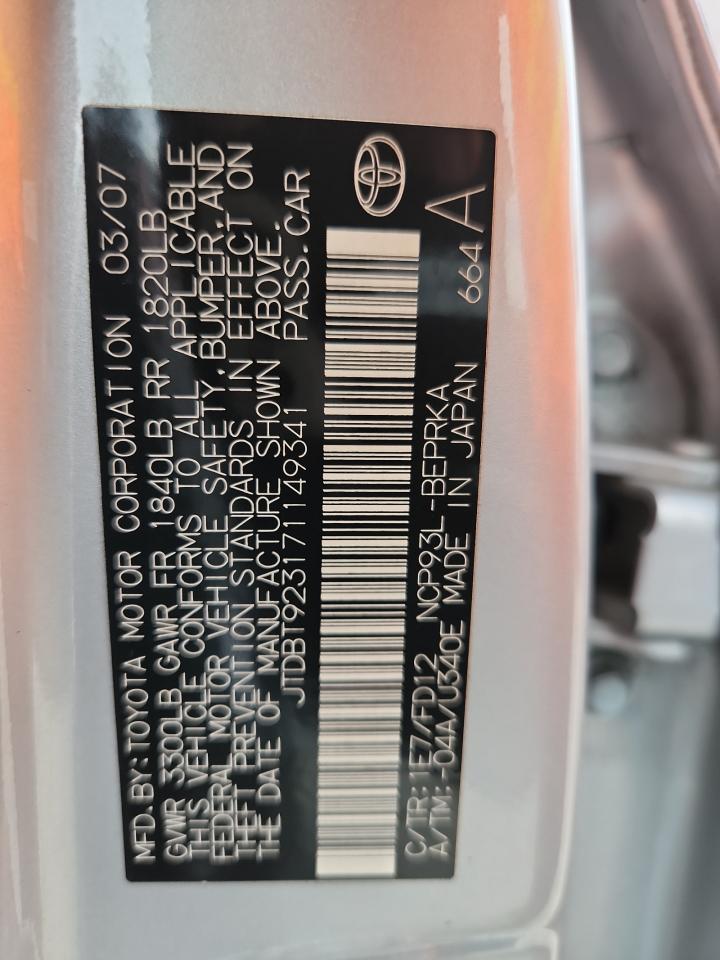 MFD.BY:TOYOTA MOTOR CORPORATION 03/07
GVWR 3300LB GAWR FR 1840LB RR 1820LB
THIS VEHICLE CONFORMS TO ALL APPLICABLE
FEDERAL MOTOR VEHICLE SAFETY,BUMPER,AND
THEFT PREVENTION STANDARDS IN EFFECT ON
THE DATE OF MANUFACTURE SHOWN ABOVE.
JTDBT923171149341 PASS.CAR
C/TR:1E7/FD12 NCP93L-BEPRKA
A/TM:-04A/U340E MADE IN JAPAN 664 A